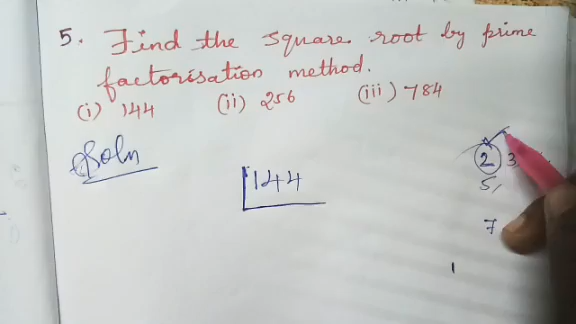 5. Find the square root by prime
factorisation method.
(i) 144 (ii) 256 (iii) 784
Soln
144
2 3
5,
7
1